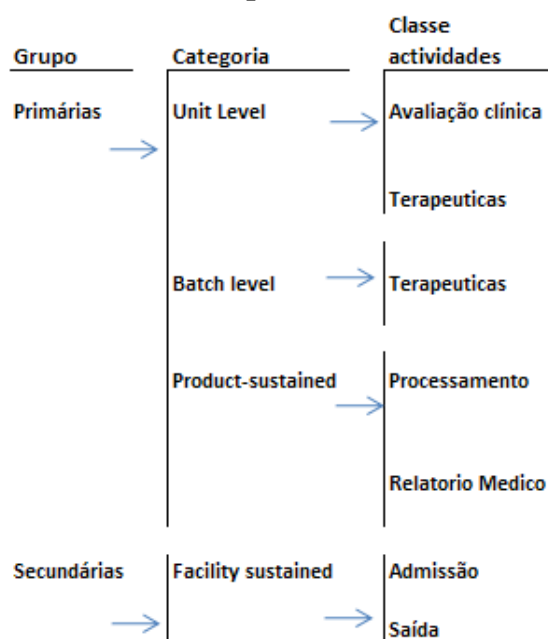 Classe
Grupo Categoria actividades
Primárias Unit Level Avaliação clínica
Terapeuticas
Batch level Terapeuticas
Product-sustained Processamento
Relatorio Medico
Secundárias Facility sustained Admissão
Saída